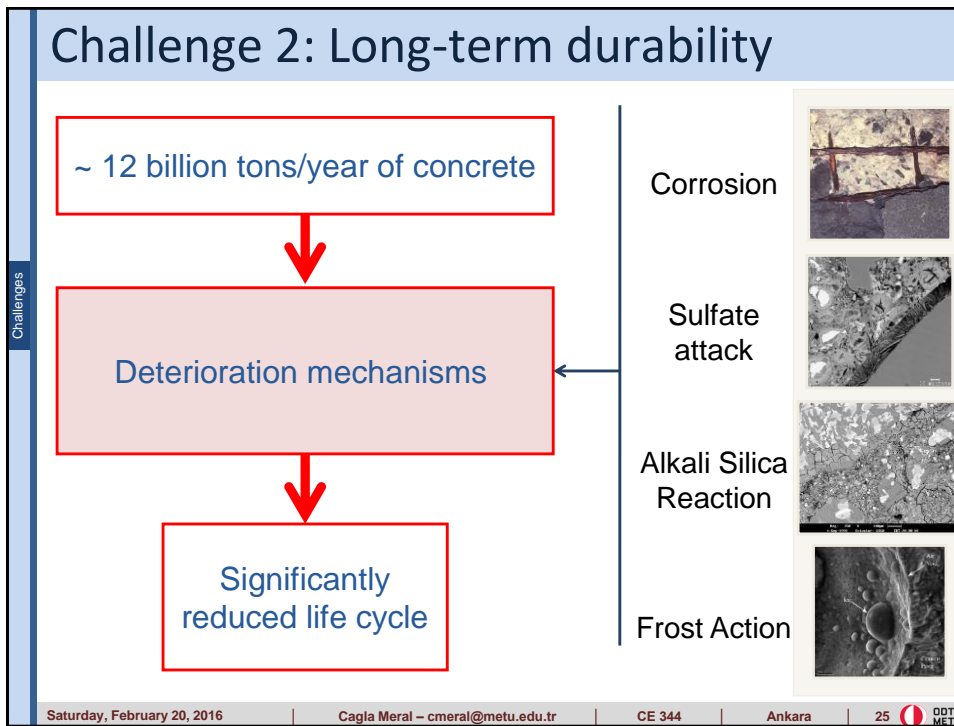 Challenge 2: Long-term durability
Challenges
~ 12 billion tons/year of concrete
Deterioration mechanisms
Significantly
reduced life cycle
Corrosion
Sulfate
attack
Alkali Silica
Reaction
Frost Action
Saturday, February 20, 2016 | Cagla Meral – cmeral@metu.edu.tr | CE 344 | Ankara | 25
ODT
MET